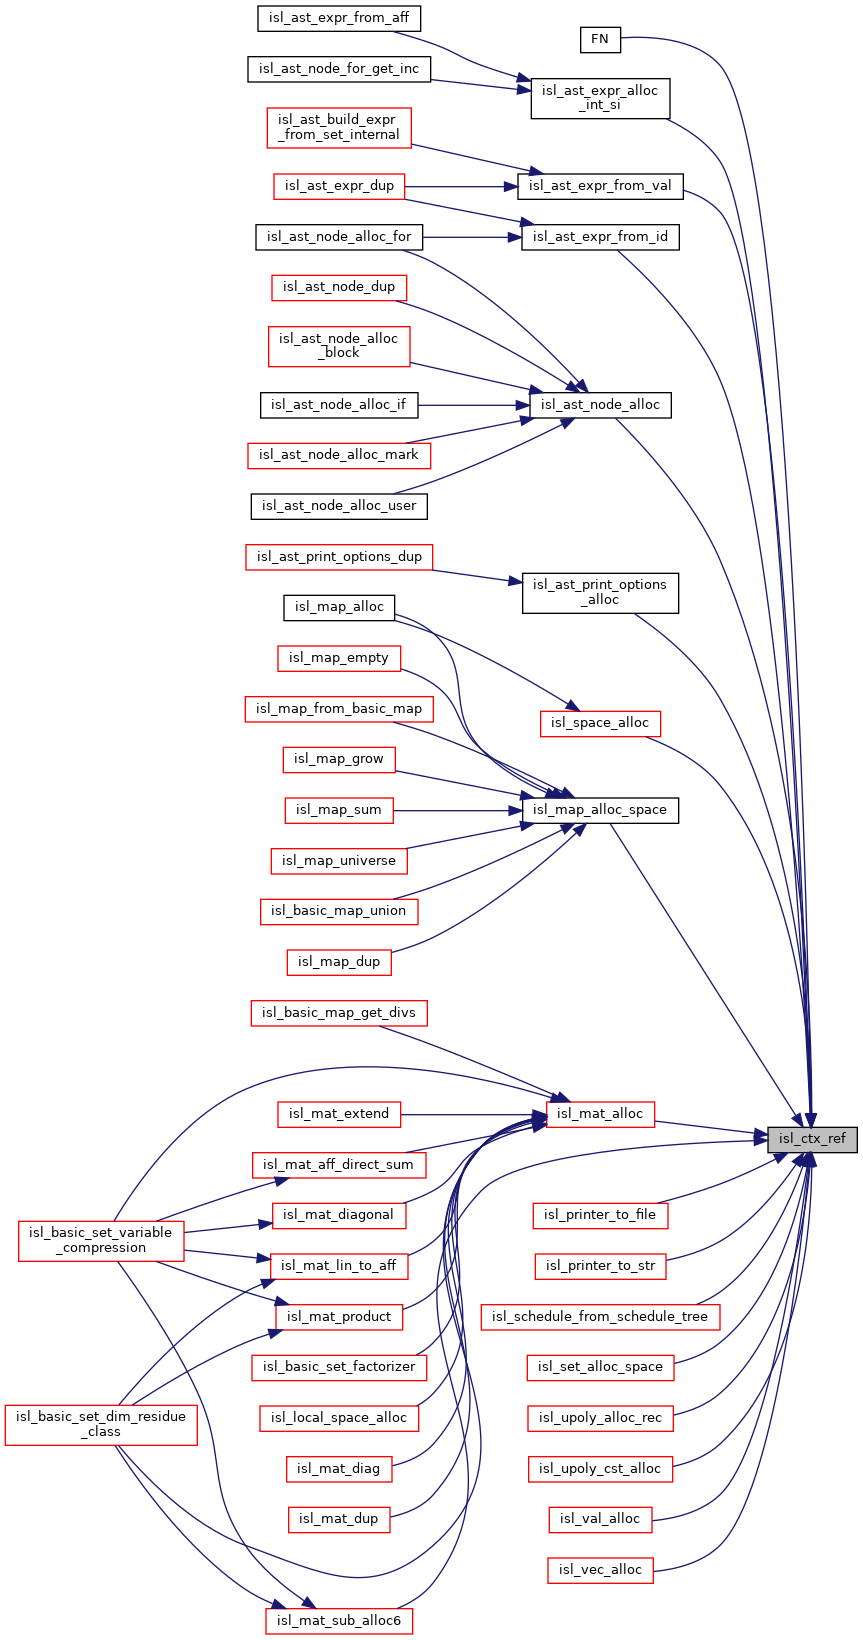 isl_ast_expr_from_aff
FN
isl_ast_node_for_get_inc
isl_ast_expr_alloc
_int_si
isl_ast_build_expr
_from_set_internal
isl_ast_expr_dup
isl_ast_expr_from_val
isl_ast_node_alloc_for
isl_ast_expr_from_id
isl_ast_node_dup
isl_ast_node_alloc
_block
isl_ast_node_alloc_if
isl_ast_node_alloc
isl_ast_node_alloc_mark
isl_ast_node_alloc_user
isl_ast_print_options_dup
isl_ast_print_options
_alloc
isl_map_alloc
isl_map_empty
isl_map_from_basic_map
isl_space_alloc
isl_map_grow
isl_map_sum
isl_map_alloc_space
isl_map_universe
isl_basic_map_union
isl_map_dup
isl_basic_map_get_divs
isl_mat_extend
isl_mat_alloc
isl_ctx_ref
isl_mat_aff_direct_sum
isl_mat_diagonal
isl_printer_to_file
isl_basic_set_variable
_compression
isl_mat_lin_to_aff
isl_printer_to_str
isl_mat_product
isl_schedule_from_schedule_tree
isl_basic_set_factorizer
isl_set_alloc_space
isl_basic_set_dim_residue
_class
isl_local_space_alloc
isl_upoly_alloc_rec
isl_mat_diag
isl_upoly_cst_alloc
isl_mat_dup
isl_val_alloc
isl_vec_alloc
isl_mat_sub_alloc6